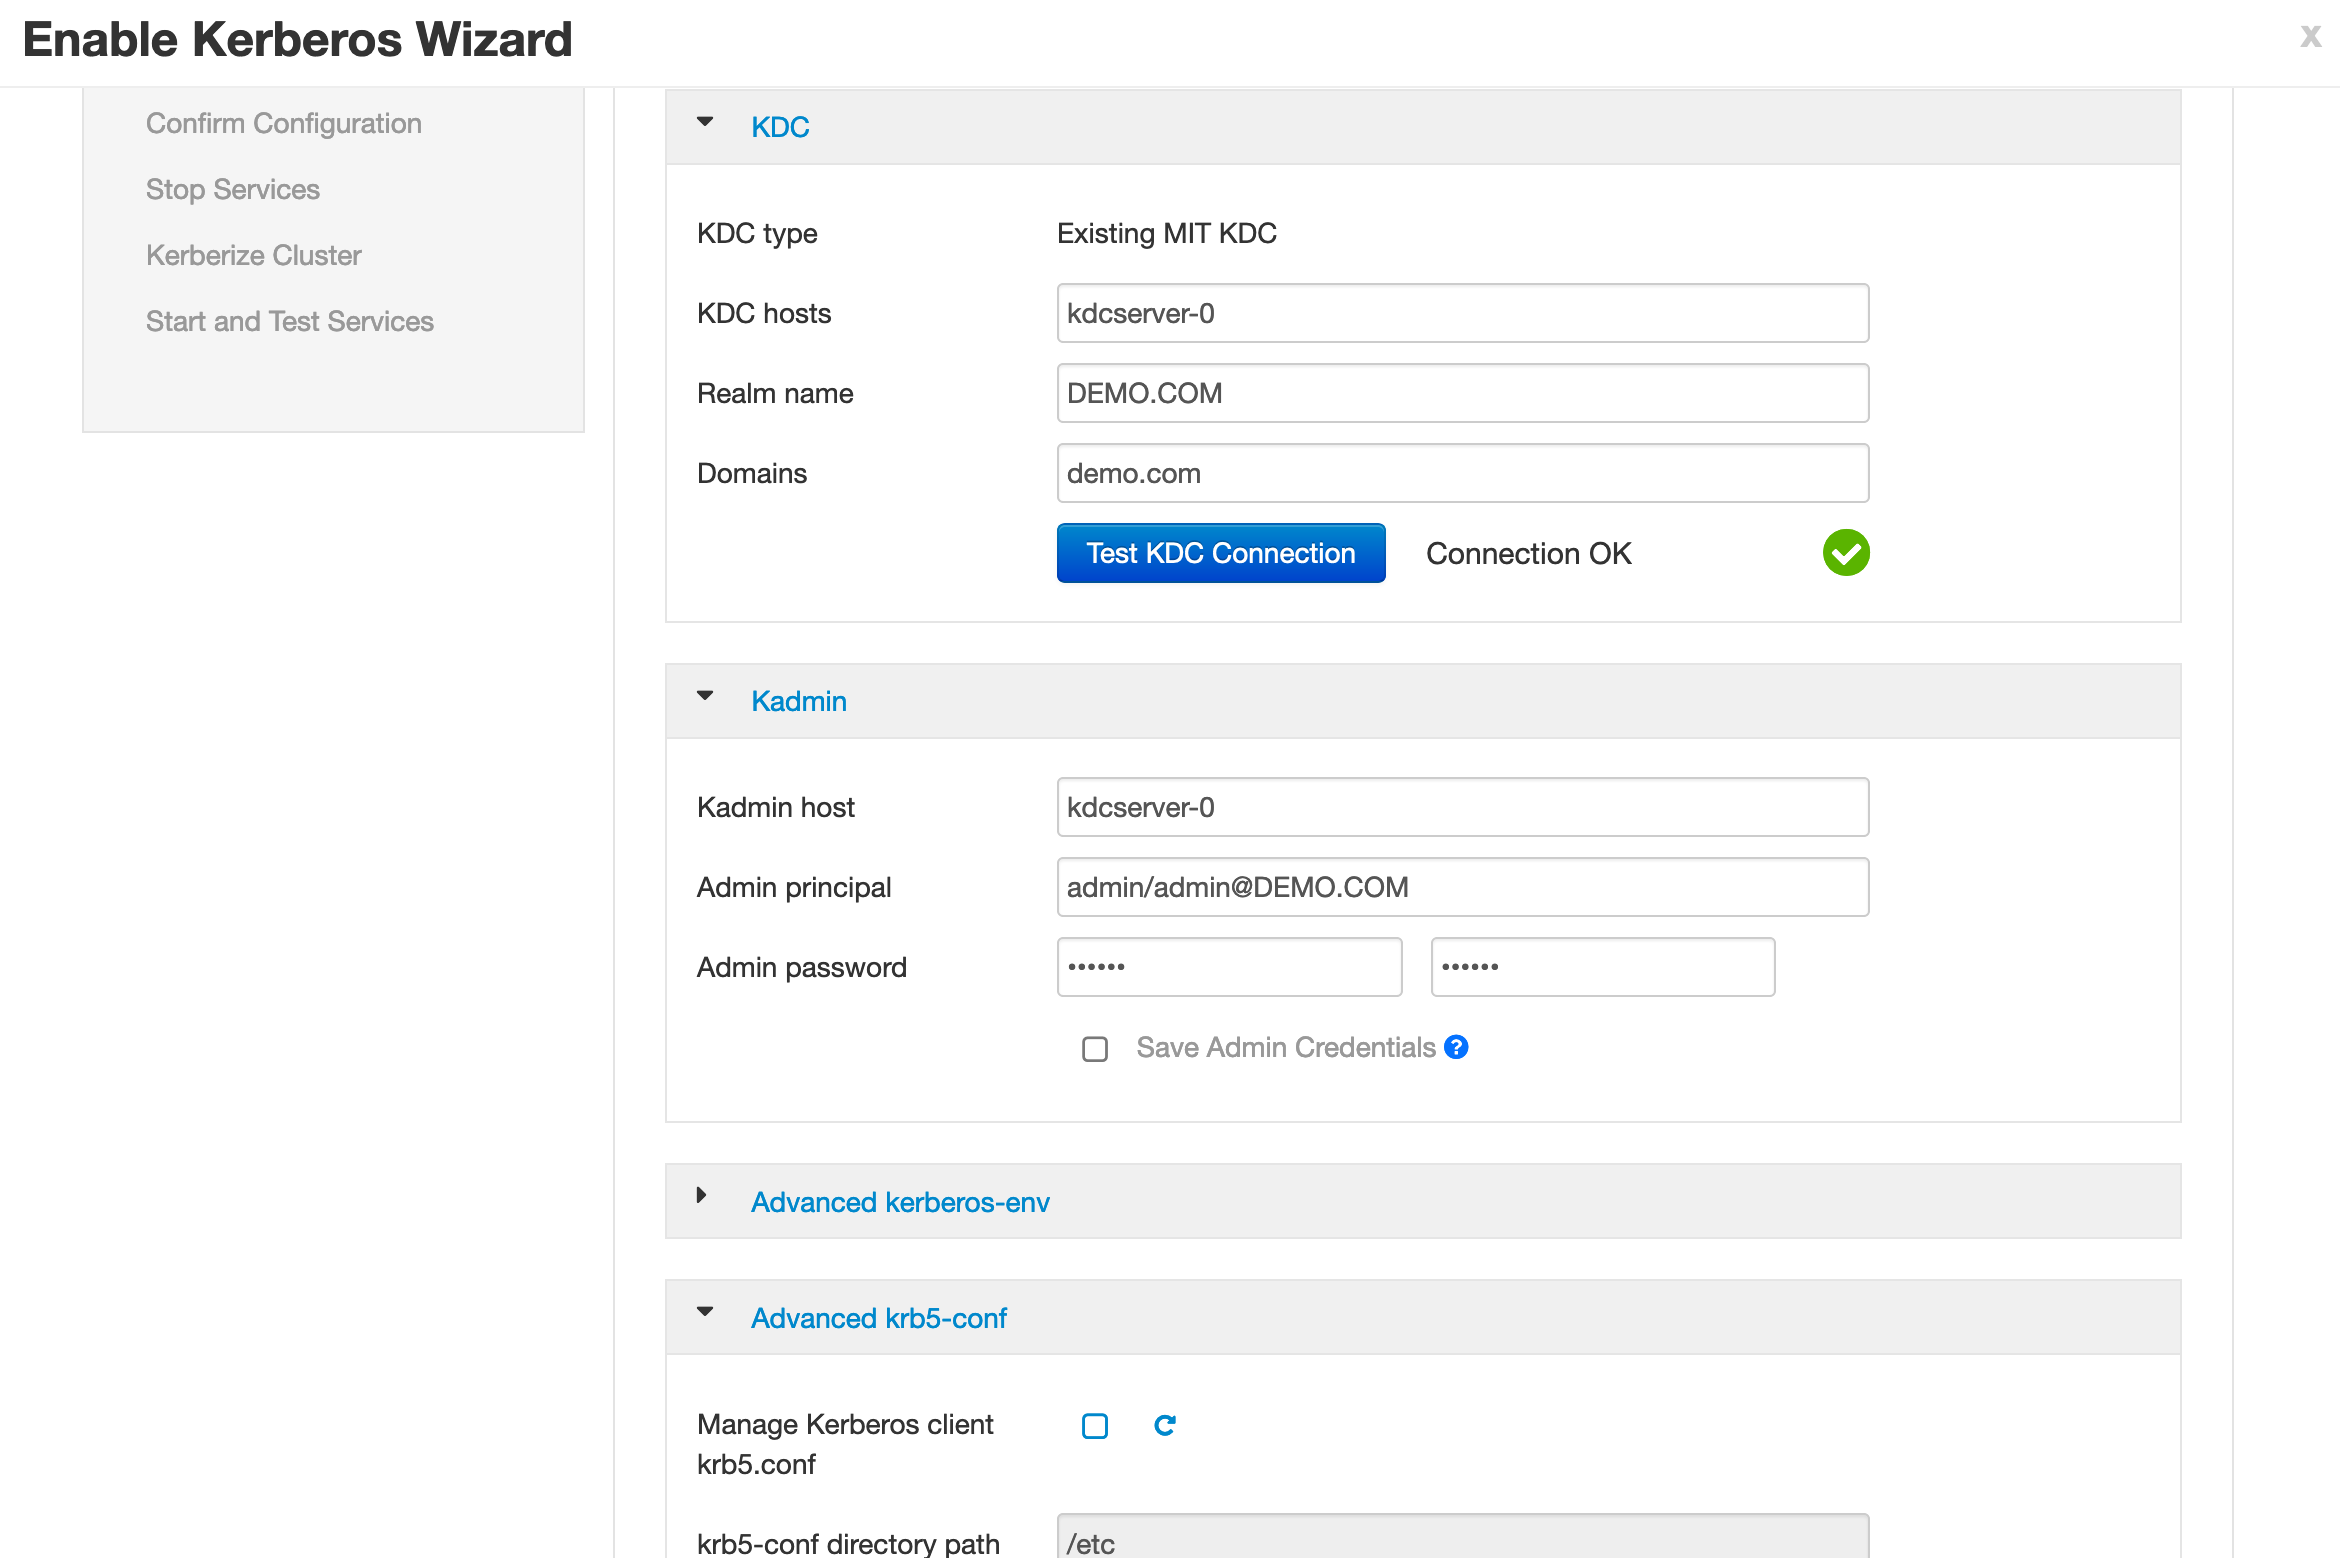 Enable Kerberos Wizard
x
Confirm Configuration
Stop Services
Kerberize Cluster
Start and Test Services
KDC
KDC type Existing MIT KDC
KDC hosts kdcserver-0
Realm name DEMO.COM
Domains demo.com
Test KDC Connection Connection OK
Kadmin
Kadmin host kdcserver-0
Admin principal admin/admin@DEMO.COM
Admin password •••••• ••••••
Save Admin Credentials ?
Advanced kerberos-env
Advanced krb5-conf
Manage Kerberos client
krb5.conf
krb5-conf directory path /etc